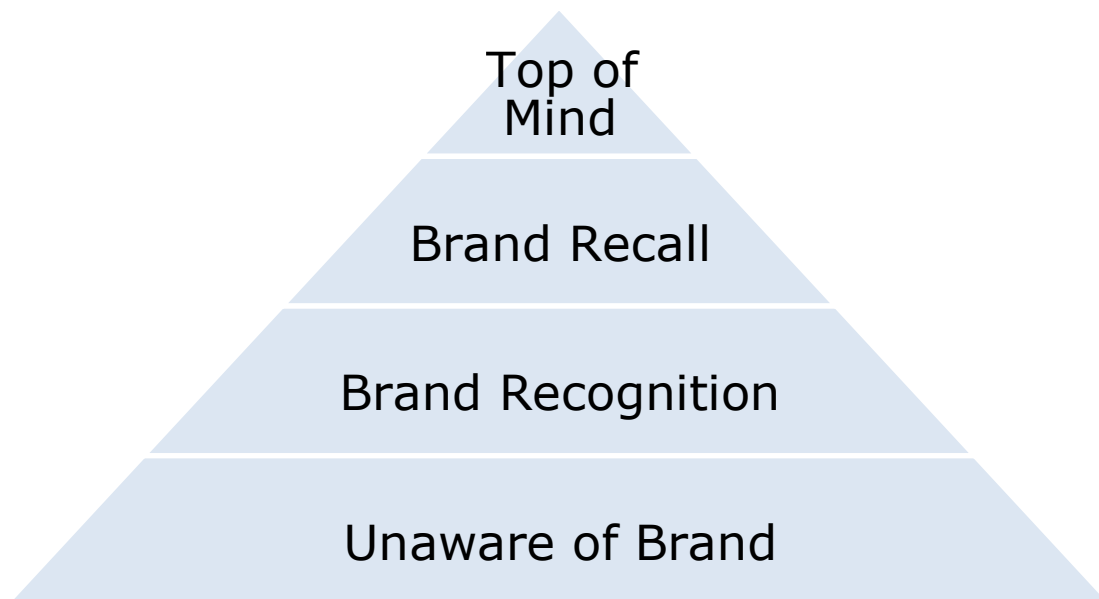 Top of
Mind
Brand Recall
Brand Recognition
Unaware of Brand